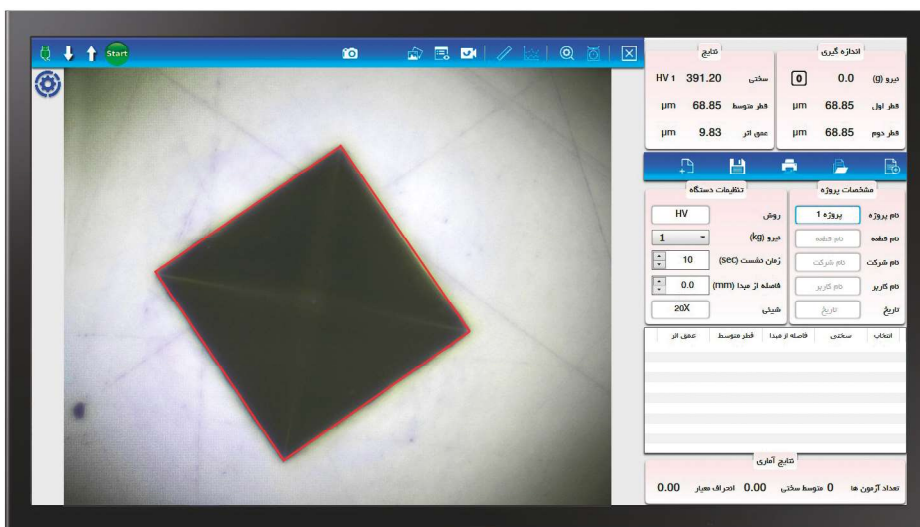 Start
اندازه گیری
نیرو (g) 0.0 0
قطر اول 68.85 µm
قطر دوم 68.85 µm
نتایج
سختی 391.20 HV 1
قطر متوسط 68.85 µm
عمق اثر 9.83 µm
مشخصات پروژه
نام پروژه پروژه 1
نام قطعه نام قطعه
نام شرکت نام شرکت
نام کاربر نام کاربر
تاریخ تاریخ
تنظیمات دستگاه
روش HV
نیرو (kg) 1
زمان نشست (sec) 10
فاصله از مبدا (mm) 0.0
شیئی 20X
انتخاب سختی فاصله از مبدا قطر متوسط عمق اثر
نتایج آماری
تعداد آزمون ها 0 متوسط سختی 0.00 انحراف معیار 0.00